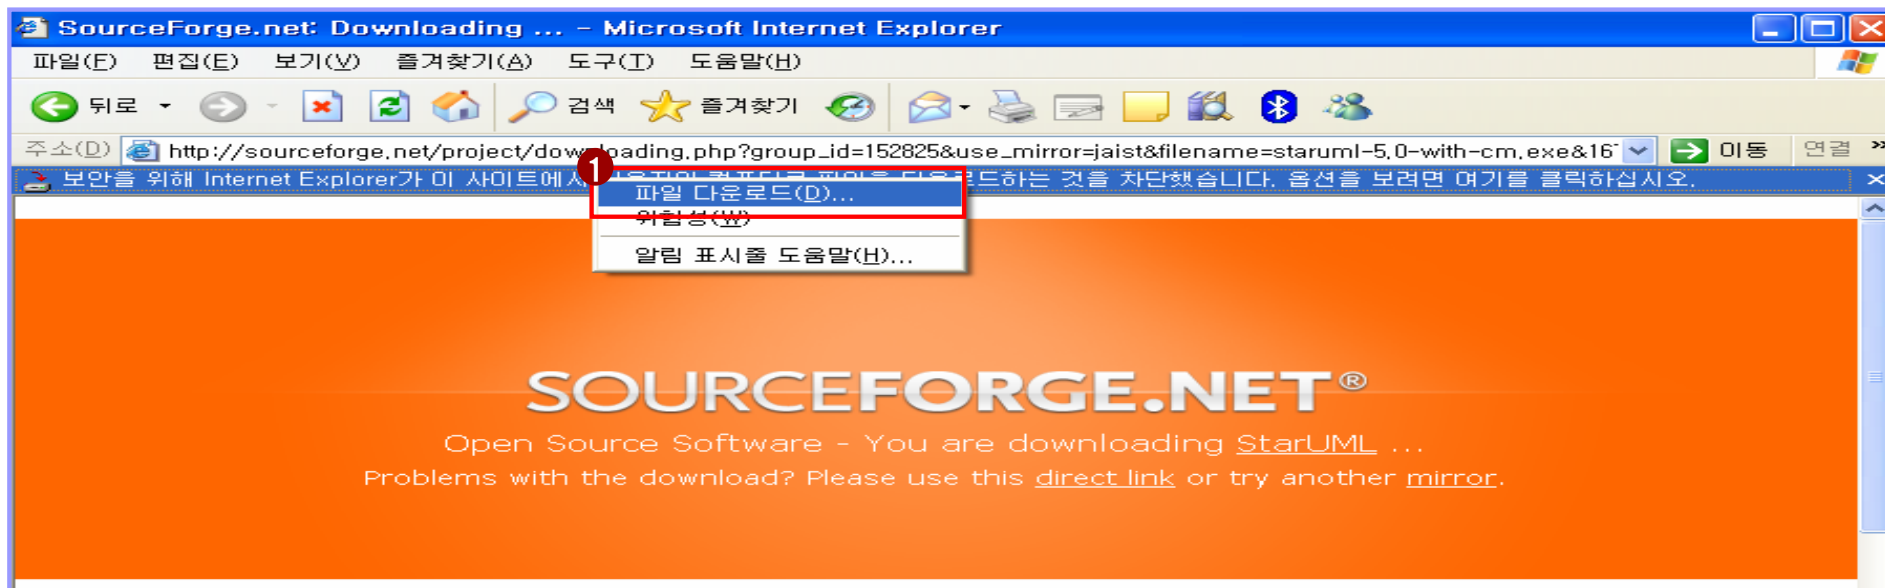 SourceForge.net: Downloading ... - Microsoft Internet Explorer
파일(F) 편집(E) 보기(V) 즐겨찾기(A) 도구(T) 도움말(H)
뒤로 검색 즐겨찾기
주소(D) http://sourceforge.net/project/downloading.php?group_id=152825&use_mirror=jaist&filename=staruml-5.0-with-cm.exe&16 이동 연결 »
1
보안을 위해 Internet Explorer가 이 사이트에서 하는 것을 차단했습니다. 옵션을 보려면 여기를 클릭하십시오.
파일 다운로드(D)...
위험성(W)
알림 표시줄 도움말(H)...
SOURCEFORGE.NET®
Open Source Software - You are downloading StarUML ...
Problems with the download? Please use this direct link or try another mirror.